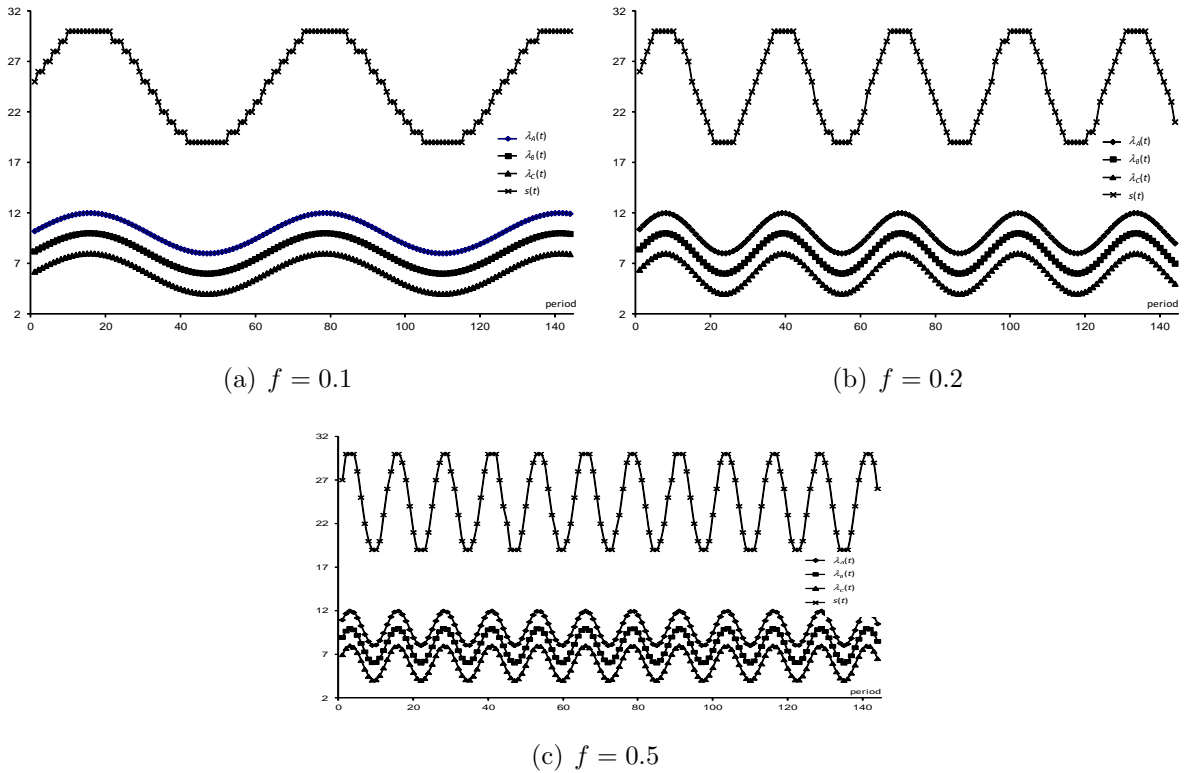 32
27
22
17
12
7
2
0 20 40 60 80 100 120 140
period
λA(t)
λB(t)
λC(t)
s(t)
(a) f = 0.1
32
27
22
17
12
7
2
0 20 40 60 80 100 120 140
period
λA(t)
λB(t)
λC(t)
s(t)
(b) f = 0.2
32
27
22
17
12
7
2
0 20 40 60 80 100 120 140
period
λA(t)
λB(t)
λC(t)
s(t)
(c) f = 0.5